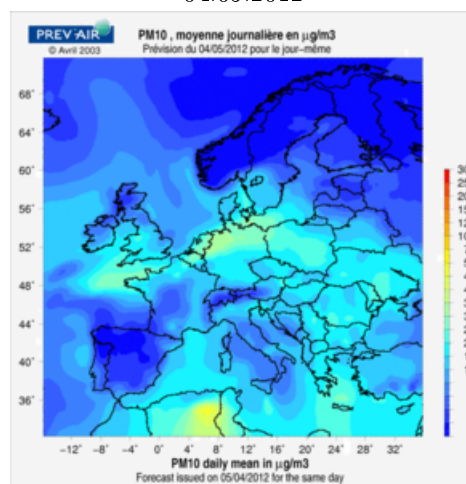 04/05/2012
PREV'AIR
© Avril 2003
PM10 , moyenne journalière en µg/m3
Prévision du 04/05/2012 pour le jour-même
68°
64°
60°
56°
52°
48°
44°
40°
36°
-12° -8° -4° 0° 4° 8° 12° 16° 20° 24° 28° 32°
PM10 daily mean in µg/m3
Forecast issued on 05/04/2012 for the same day